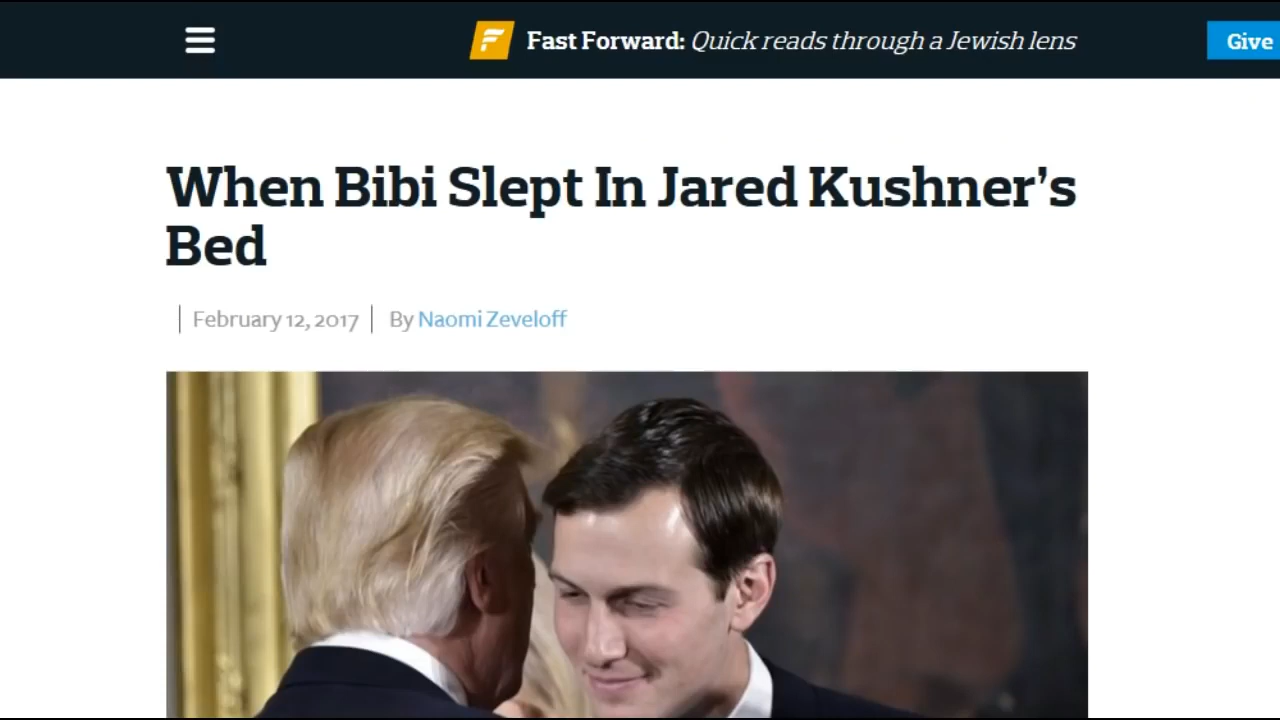 Fast Forward: Quick reads through a Jewish lens
Give
When Bibi Slept In Jared Kushner’s
Bed
February 12, 2017
By Naomi Zeveloff